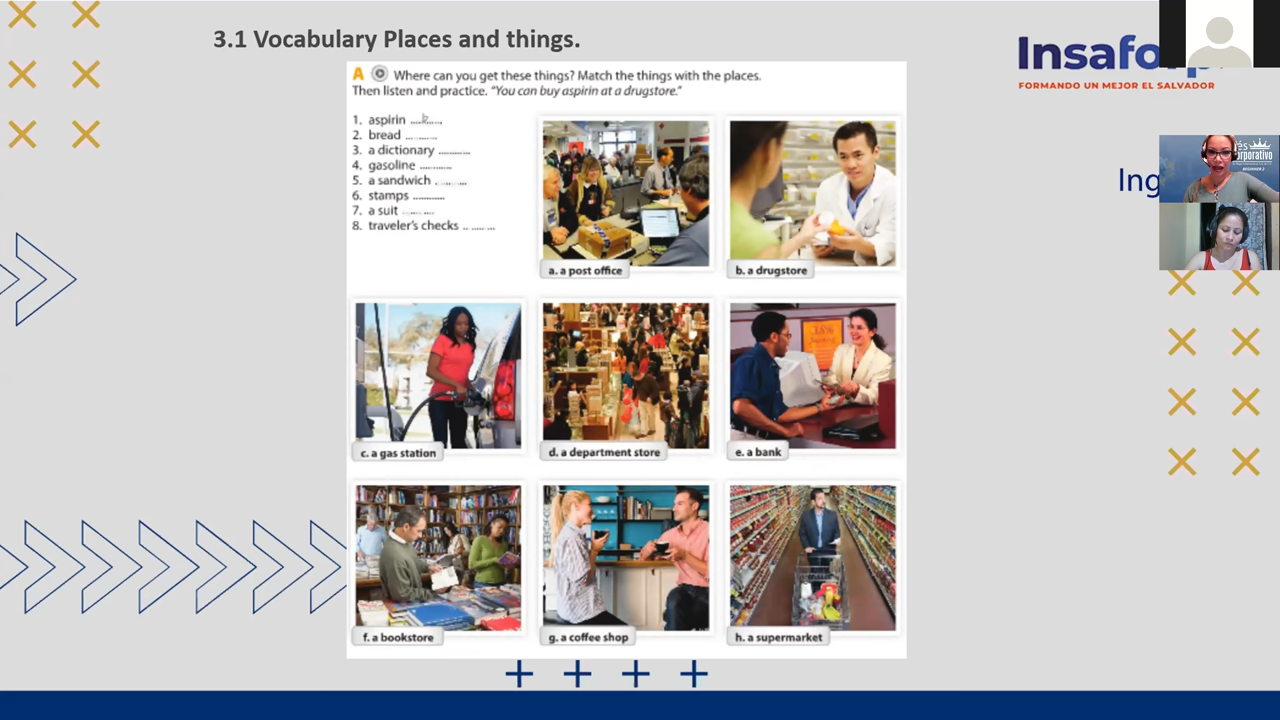 3.1 Vocabulary Places and things.
Insaforp
FORMANDO UN MEJOR EL SALVADOR
A Where can you get these things? Match the things with the places.
Then listen and practice. "You can buy aspirin at a drugstore."
1. aspirin
2. bread
3. a dictionary
4. gasoline
5. a sandwich
6. stamps
7. a suit
8. traveler's checks
a. a post office
b. a drugstore
c. a gas station
d. a department store
e. a bank
f. a bookstore
g. a coffee shop
h. a supermarket
Ing